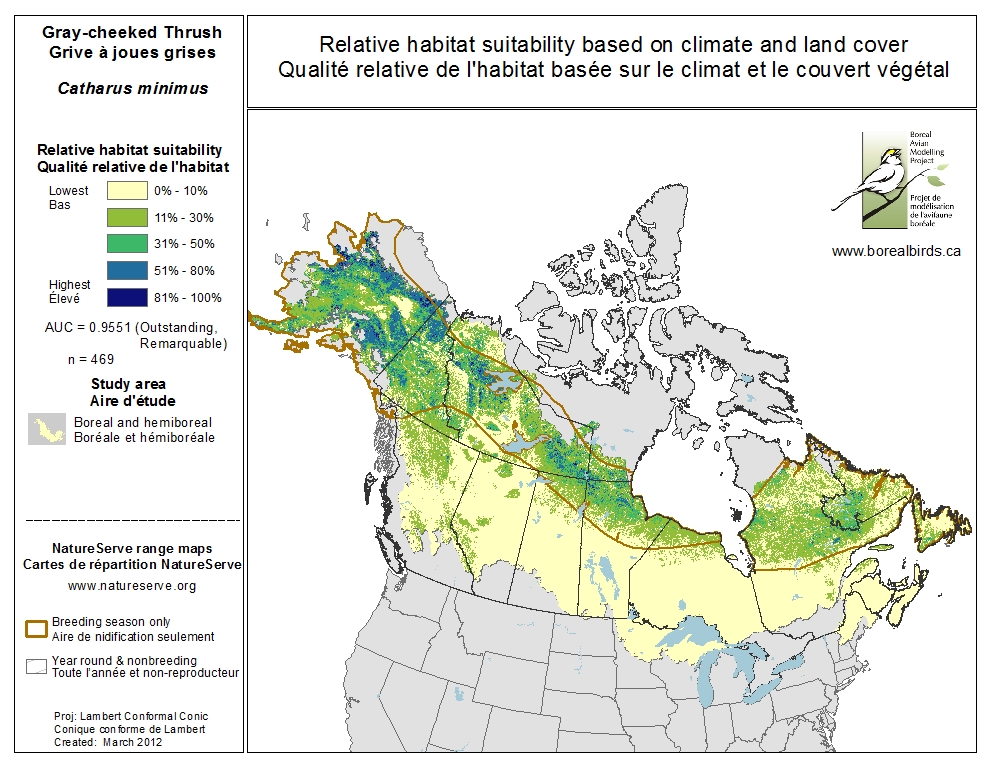 Gray-cheeked Thrush
Grive à joues grises
Catharus minimus
Relative habitat suitability based on climate and land cover
Qualité relative de l'habitat basée sur le climat et le couvert végétal
Relative habitat suitability
Qualité relative de l'habitat
Lowest
Bas
0% - 10%
11% - 30%
31% - 50%
51% - 80%
Highest
Élevé
81% - 100%
AUC = 0.9551 (Outstanding,
Remarquable)
n = 469
Study area
Aire d'étude
Boreal and hemiboreal
Boréale et hémiboréale
NatureServe range maps
Cartes de répartition NatureServe
www.natureserve.org
Breeding season only
Aire de nidification seulement
Year round & nonbreeding
Toute l'année et non-reproducteur
Proj: Lambert Conformal Conic
Conique conforme de Lambert
Created: March 2012
Boreal
Avian
Modelling
Project
Projet de
modélisation
de l'avifaune
boréale
www.borealbirds.ca